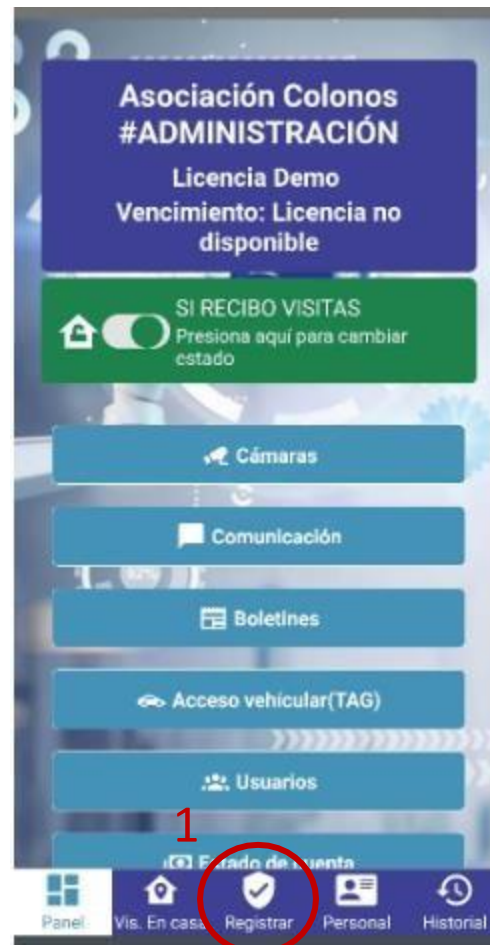 Asociación Colonos
#ADMINISTRACIÓN
Licencia Demo
Vencimiento: Licencia no
disponible
SI RECIBO VISITAS
Presiona aquí para cambiar
estado
Cámaras
Comunicación
Boletines
Acceso vehicular(TAG)
Usuarios
1
Estado de cuenta
Panel
Vis. En casa
Registrar
Personal
Historial